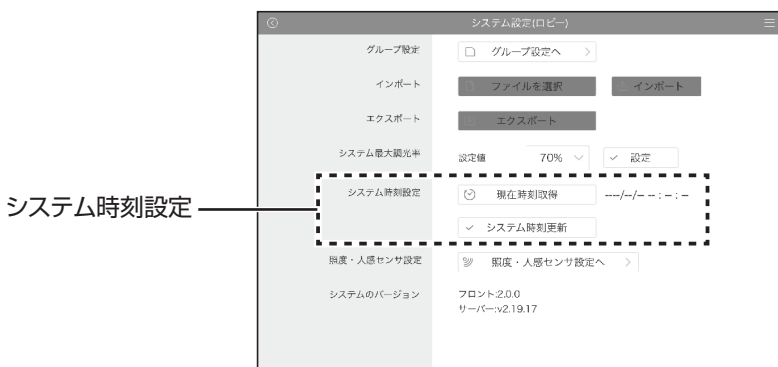 システム設定(ロビー)
グループ設定
グループ設定へ
インポート
ファイルを選択
インポート
エクスポート
エクスポート
システム最大調光率
設定値
70%
設定
システム時刻設定
システム時刻設定
現在時刻取得
---/--/-- -- : -- : --
システム時刻更新
照度・人感センサ設定
照度・人感センサ設定へ
システムのバージョン
フロント:2.0.0
サーバー:v2.19.17